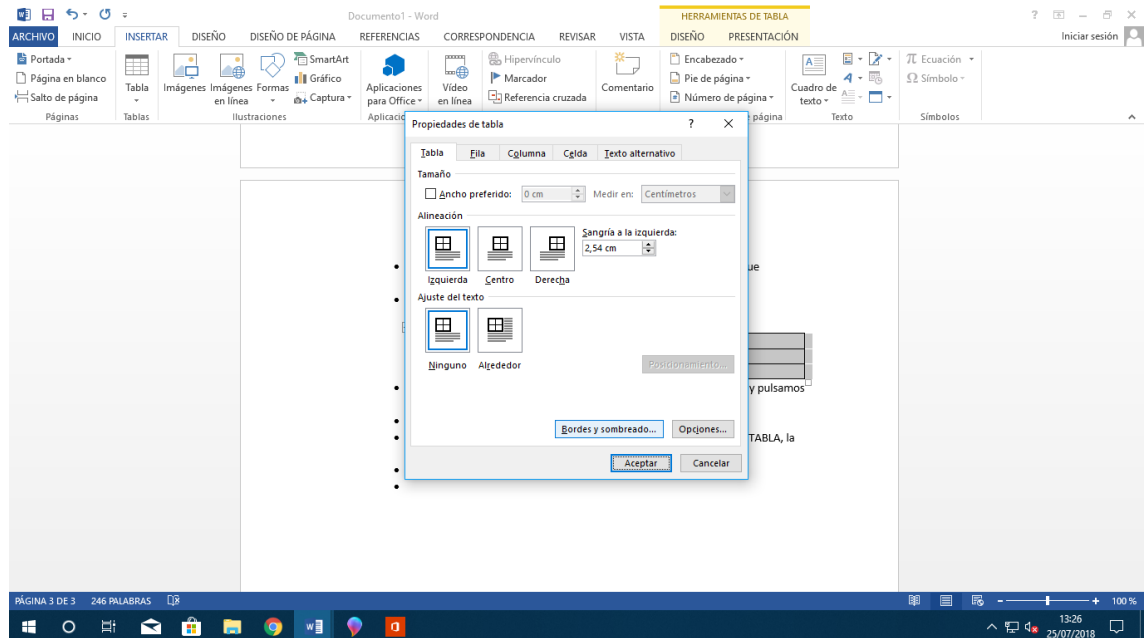 Documento1 - Word
HERRAMIENTAS DE TABLA
ARCHIVO INICIO INSERTAR DISEÑO DISEÑO DE PÁGINA REFERENCIAS CORRESPONDENCIA REVISAR VISTA DISEÑO PRESENTACIÓN Iniciar sesión
Portada
Página en blanco
Salto de página
Páginas
Tabla
Tablas
Imágenes
Imágenes en línea
Formas
SmartArt
Gráfico
Captura
Ilustraciones
Aplicaciones para Office
Aplicacio
Vídeo en línea
Hipervínculo
Marcador
Referencia cruzada
Comentario
Encabezado
Pie de página
Número de página
página
Cuadro de texto
Texto
Ecuación
Símbolo
Símbolos
Propiedades de tabla
Tabla Fila Columna Celda Texto alternativo
Tamaño
Ancho preferido: 0 cm Medir en: Centímetros
Alineación
Sangría a la izquierda:
2,54 cm
Izquierda Centro Derecha
Ajuste del texto
Ninguno Alrededor
Posicionamiento...
Bordes y sombreado... Opciones...
Aceptar Cancelar
ue
y pulsamos
TABLA, la
PÁGINA 3 DE 3 246 PALABRAS 100 %
13:26
25/07/2018